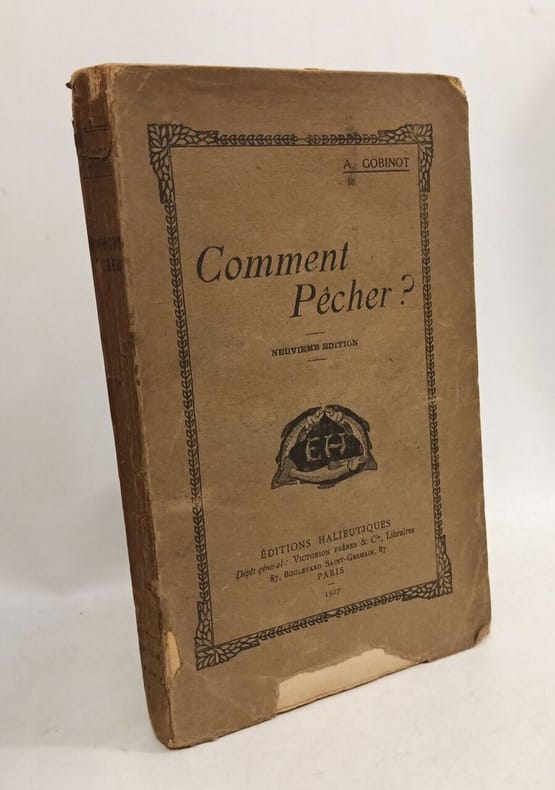 A. GOBINOT
Comment
Pêcher ?
NEUVIEME EDITION
EH
ÉDITIONS HALIEUTIQUES
Dépôt général : VICTORION FRÈRES & Cie, Libraires
87, BOULEVARD SAINT-GERMAIN, 87
PARIS
1927